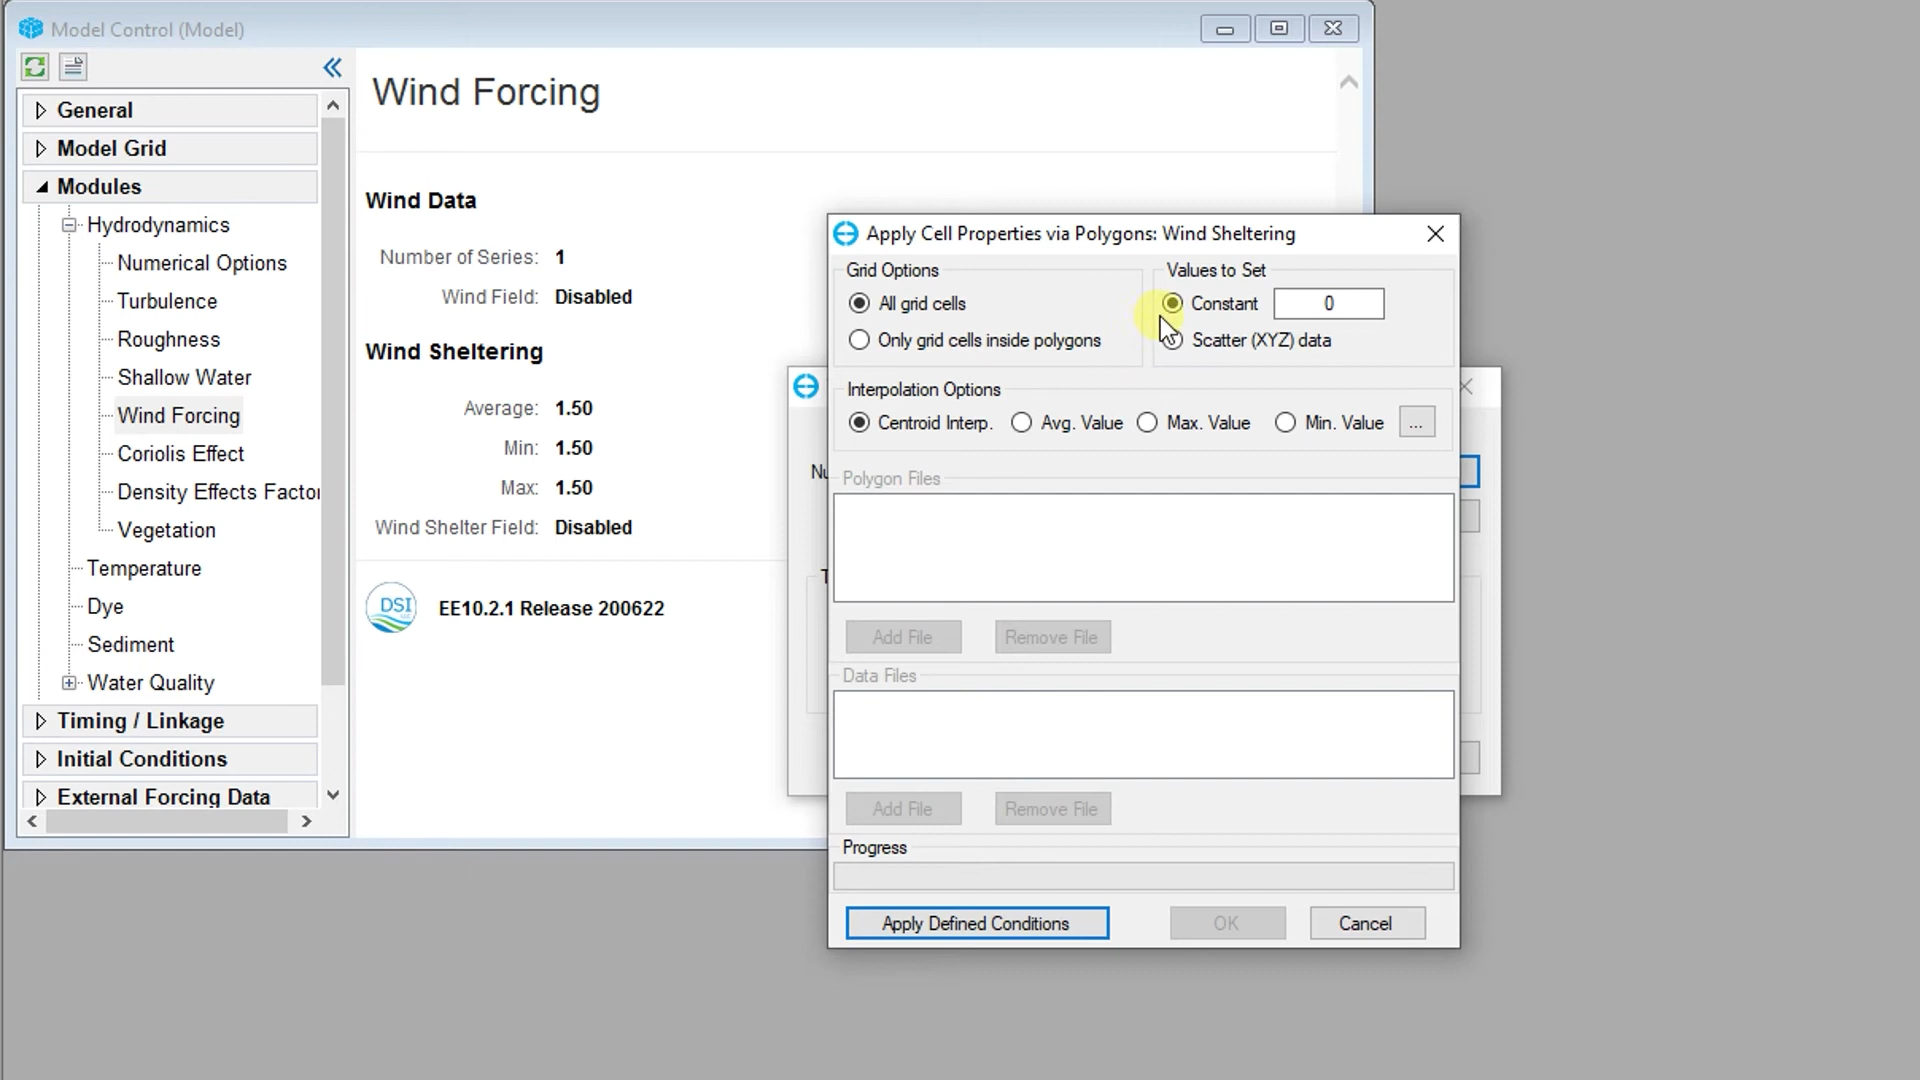 Model Control (Model)
General
Model Grid
Modules
Hydrodynamics
Numerical Options
Turbulence
Roughness
Shallow Water
Wind Forcing
Coriolis Effect
Density Effects Factor
Vegetation
Temperature
Dye
Sediment
Water Quality
Timing / Linkage
Initial Conditions
External Forcing Data
Wind Forcing
Wind Data
Number of Series: 1
Wind Field: Disabled
Wind Sheltering
Average: 1.50
Min: 1.50
Max: 1.50
Wind Shelter Field: Disabled
DSI
EE10.2.1 Release 200622
Apply Cell Properties via Polygons: Wind Sheltering
Grid Options
All grid cells
Only grid cells inside polygons
Values to Set
Constant 0
Scatter (XYZ) data
Interpolation Options
Centroid Interp. Avg. Value Max. Value Min. Value ...
Polygon Files
Add File Remove File
Data Files
Add File Remove File
Progress
Apply Defined Conditions OK Cancel